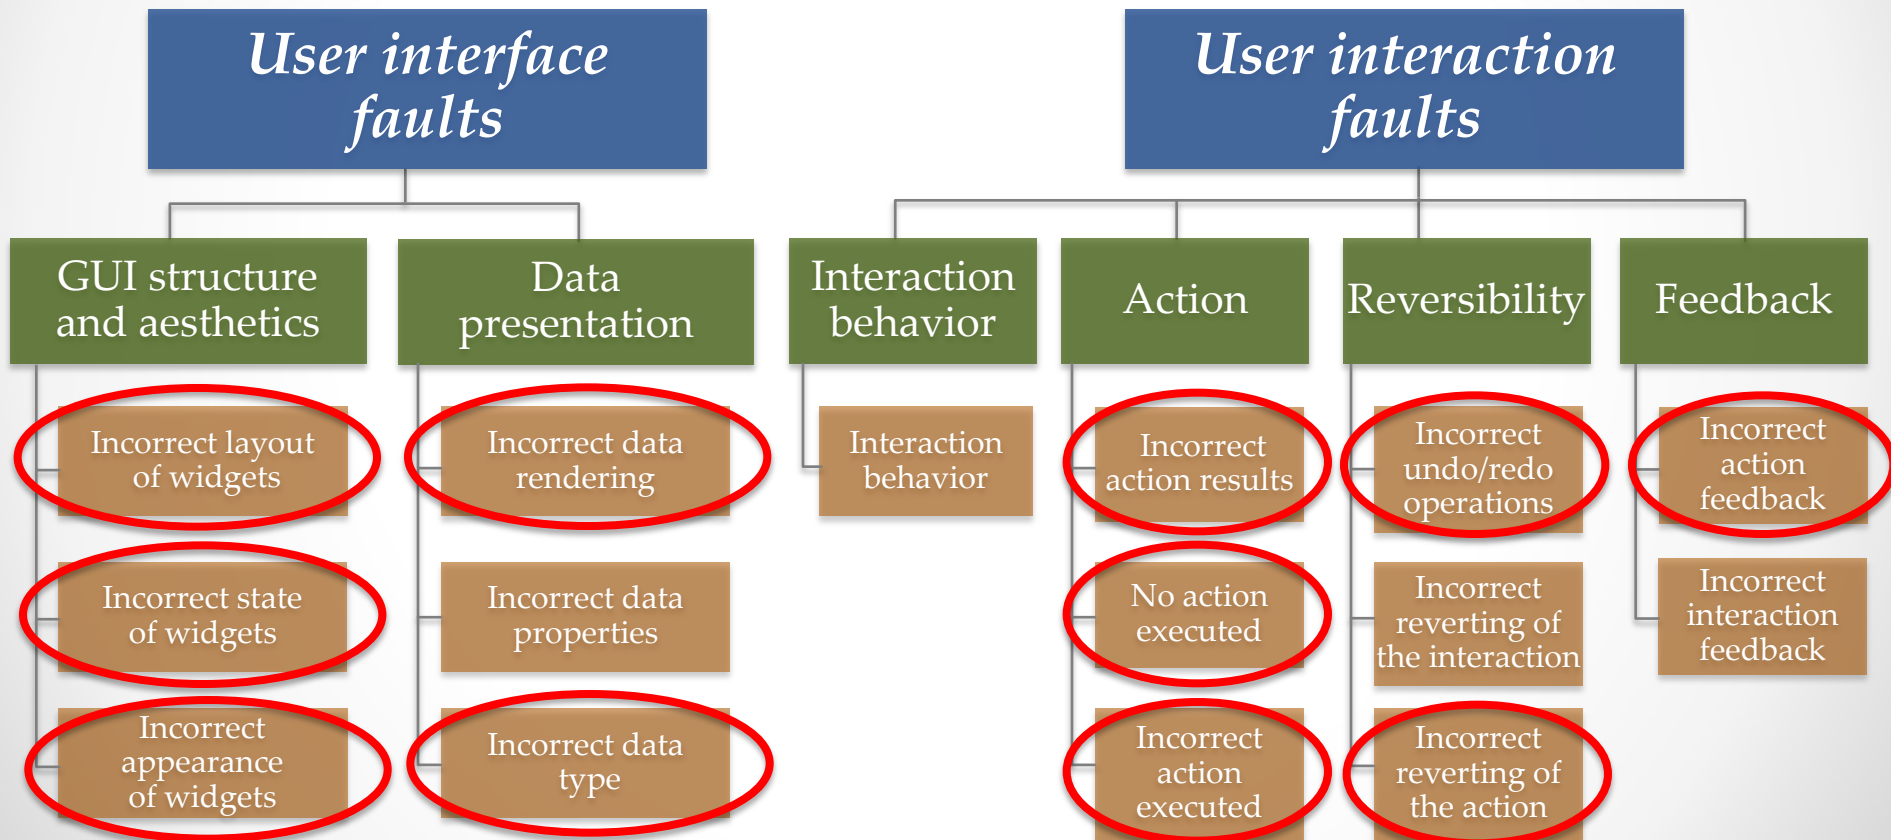 User interface
faults
User interaction
faults
GUI structure
and aesthetics
Data
presentation
Interaction
behavior
Action
Reversibility
Feedback
Incorrect layout
of widgets
Incorrect state
of widgets
Incorrect
appearance
of widgets
Incorrect data
rendering
Incorrect data
properties
Incorrect data
type
Interaction
behavior
Incorrect
action results
No action
executed
Incorrect
action
executed
Incorrect
undo/redo
operations
Incorrect
reverting of
the interaction
Incorrect
reverting of
the action
Incorrect
action
feedback
Incorrect
interaction
feedback